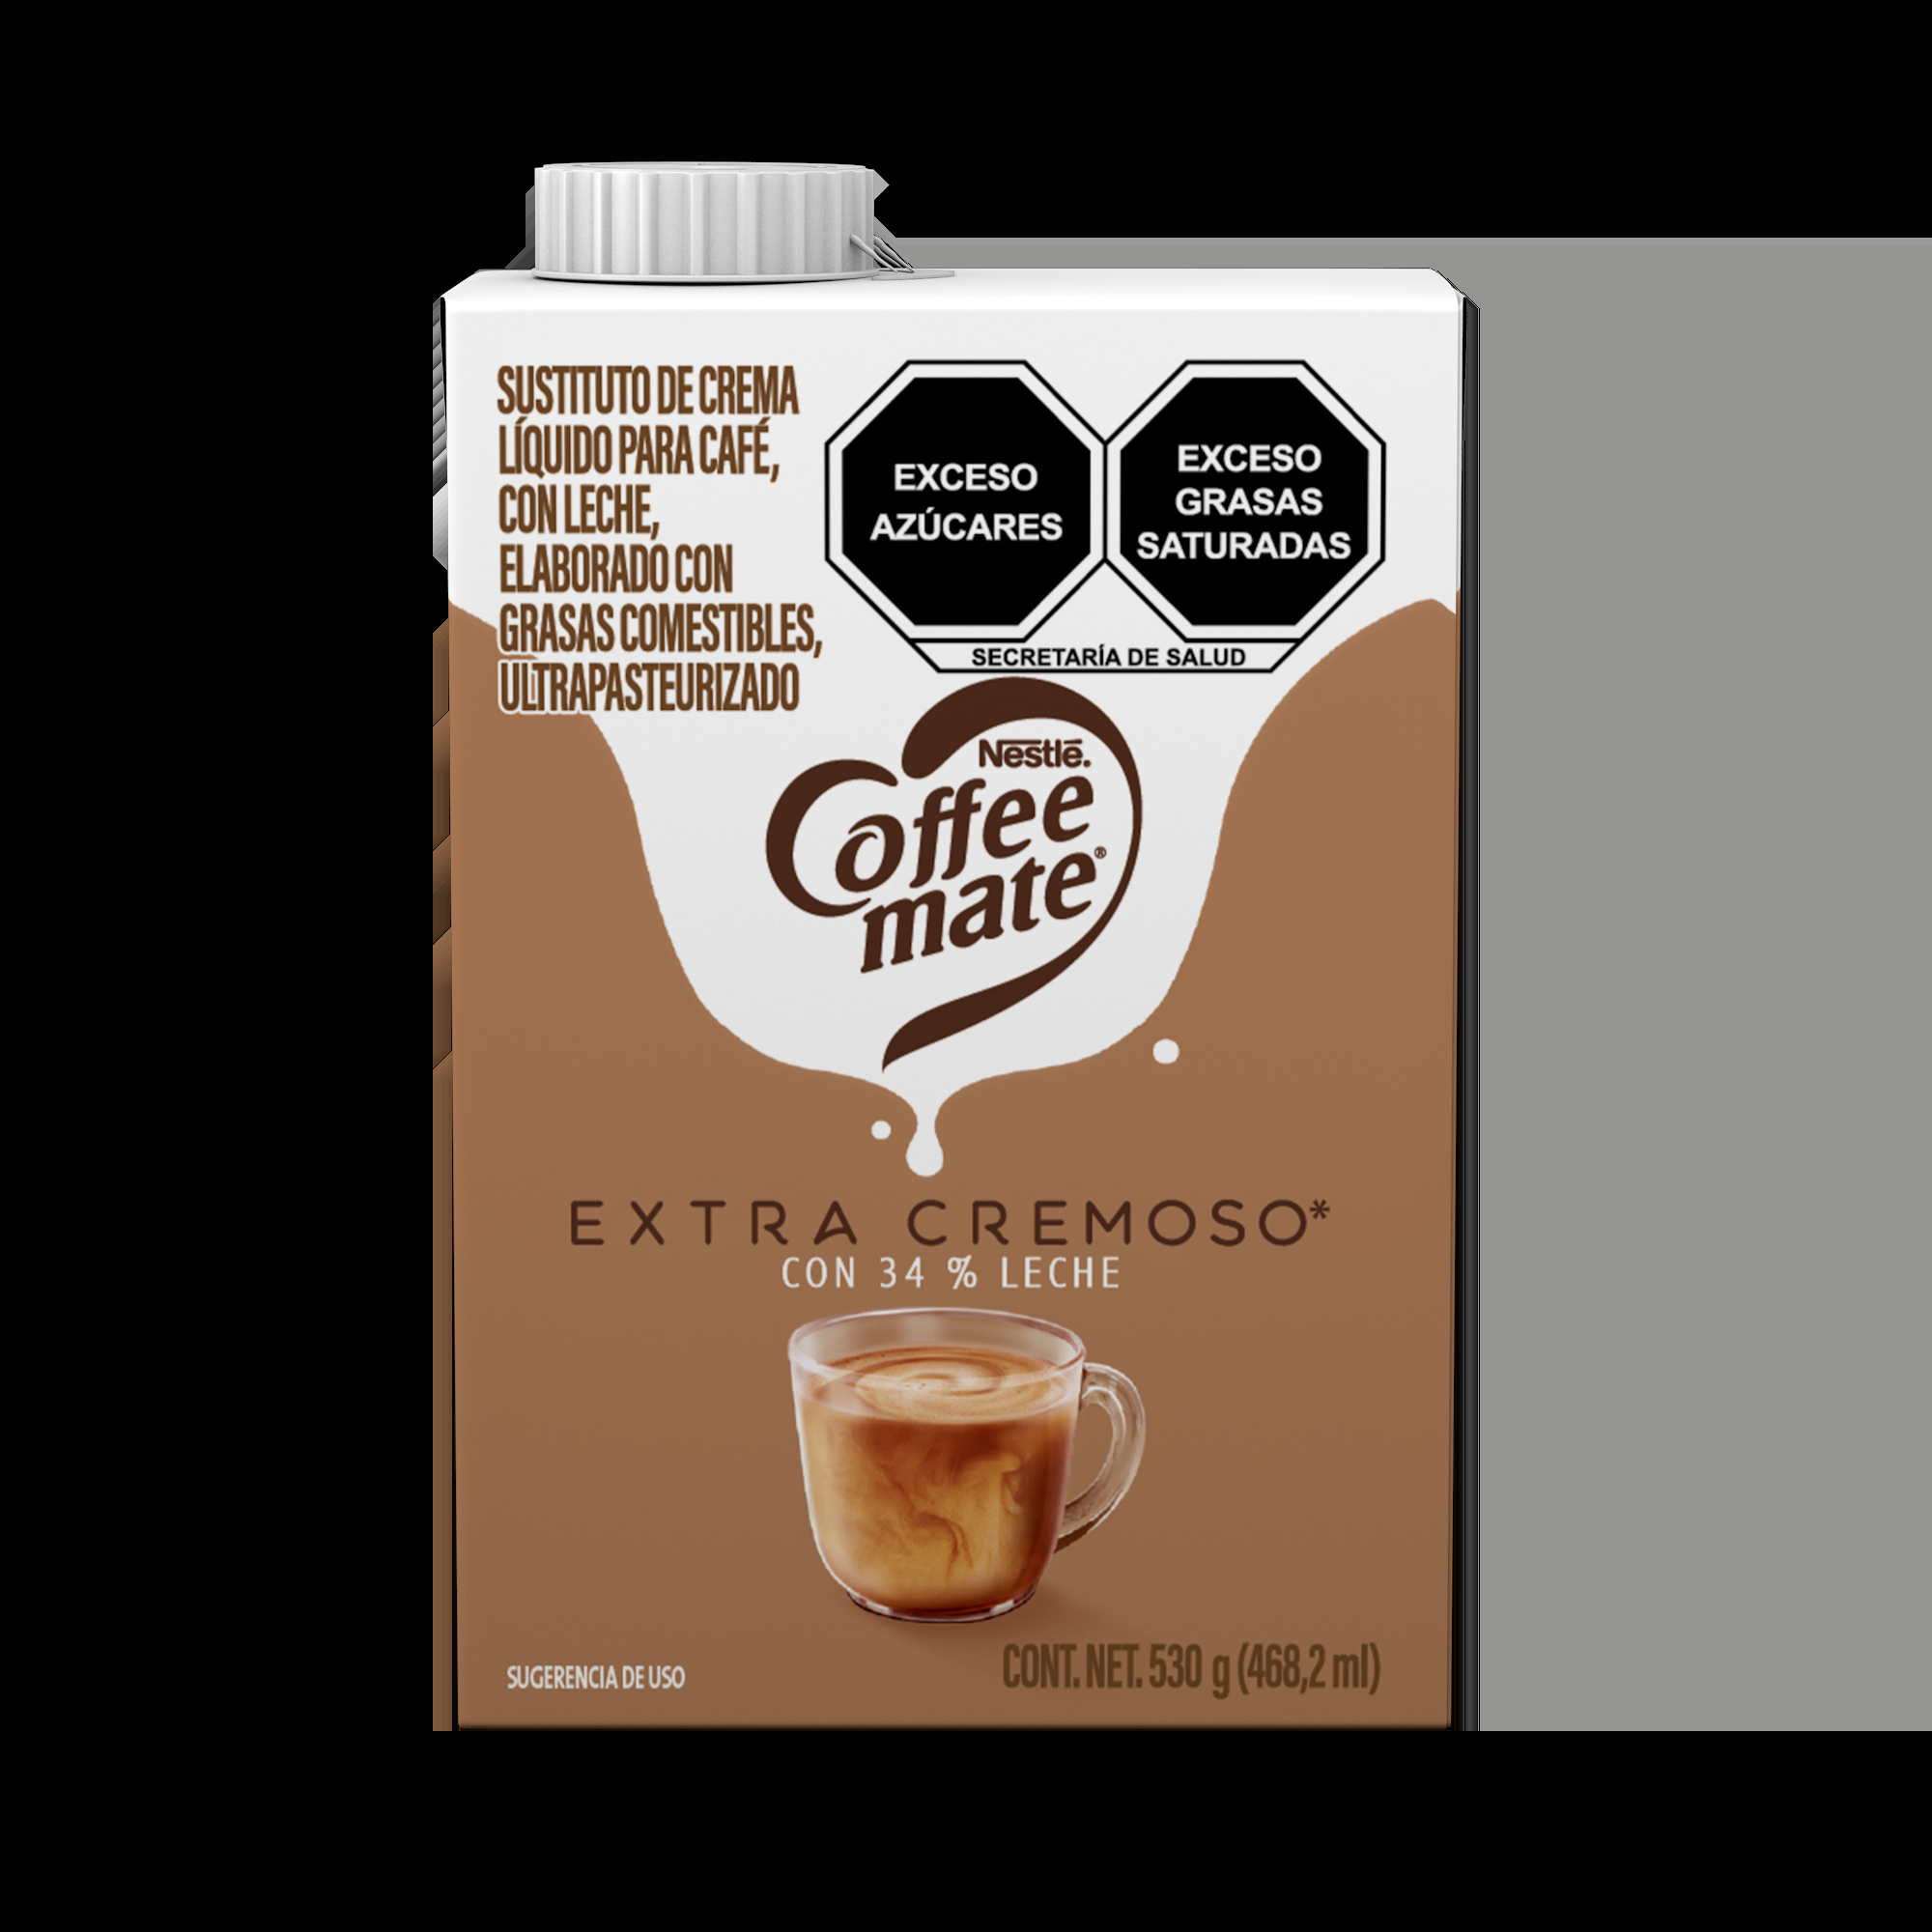 SUSTITUTO DE CREMA
LÍQUIDO PARA CAFÉ,
CON LECHE,
ELABORADO CON
GRASAS COMESTIBLES,
ULTRAPASTEURIZADO
EXCESO
AZÚCARES
EXCESO
GRASAS
SATURADAS
SECRETARÍA DE SALUD
Nestlé.
Coffee
mate®
EXTRA CREMOSO*
CON 34 % LECHE
SUGERENCIA DE USO
CONT. NET. 530 g (468,2 ml)